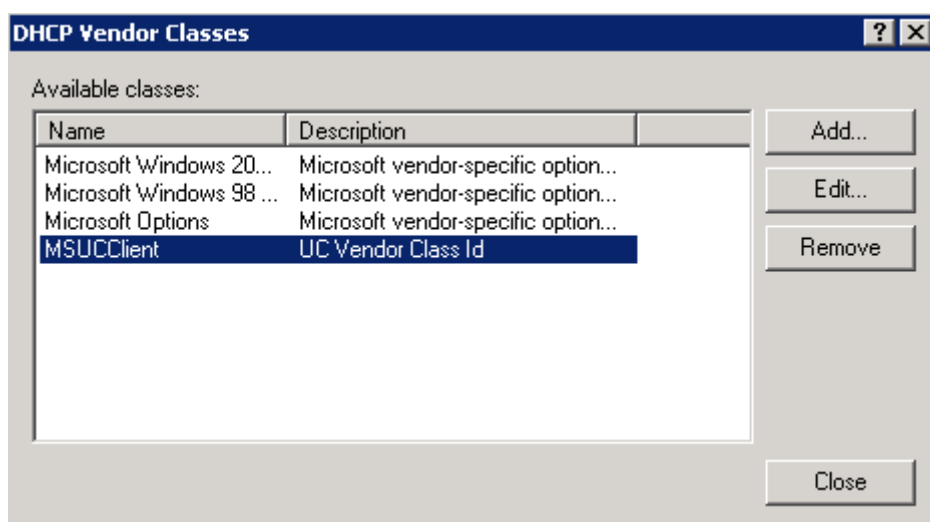 DHCP Vendor Classes
Available classes:
Name Description
Microsoft Windows 20... Microsoft vendor-specific option...
Microsoft Windows 98 ... Microsoft vendor-specific option...
Microsoft Options Microsoft vendor-specific option...
MSUCClient UC Vendor Class Id
Add...
Edit...
Remove
Close